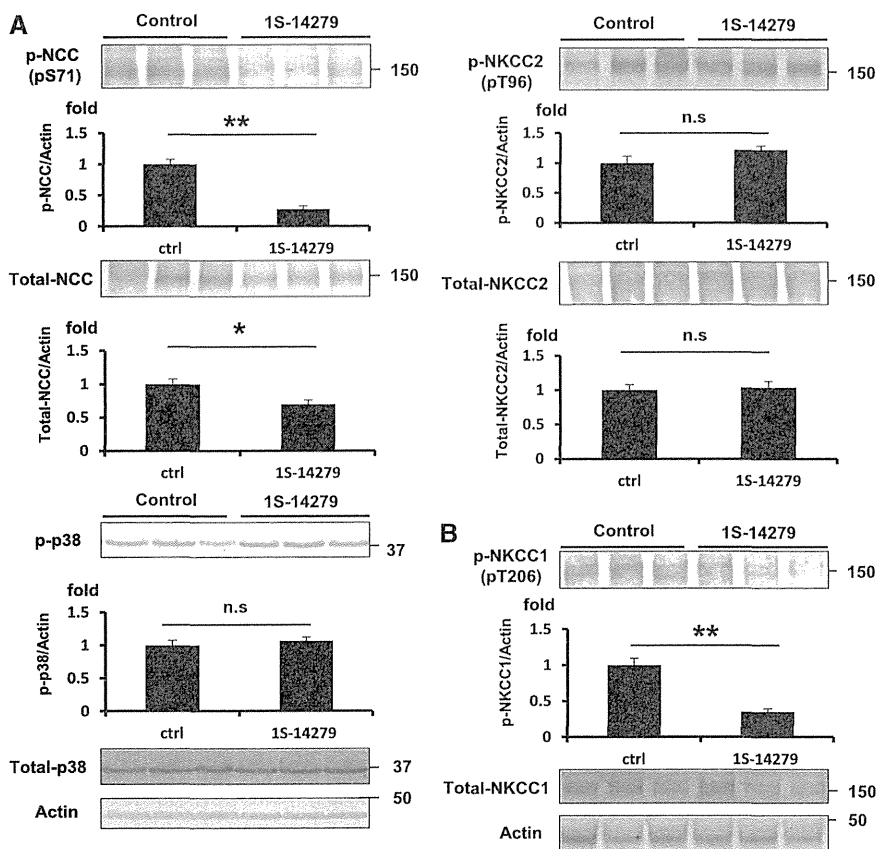 A
Control 1S-14279
p-NCC
(pS71)
150
fold
**
1.5
1
0.5
0
p-NCC/Actin
ctrl 1S-14279
Total-NCC
150
fold
*
1.5
1
0.5
0
Total-NCC/Actin
ctrl 1S-14279
Control 1S-14279
p-p38
37
fold
n.s
1.5
1
0.5
0
p-p38/Actin
ctrl 1S-14279
Total-p38
37
50
Actin
Control 1S-14279
p-NKCC2
(pT96)
150
fold
n.s
1.5
1
0.5
0
p-NKCC2/Actin
ctrl 1S-14279
Total-NKCC2
150
fold
n.s
1.5
1
0.5
0
Total-NKCC2/Actin
ctrl 1S-14279
B
Control 1S-14279
p-NKCC1
(pT206)
150
fold
**
1.5
1
0.5
0
p-NKCC1/Actin
ctrl 1S-14279
Total-NKCC1
150
50
Actin